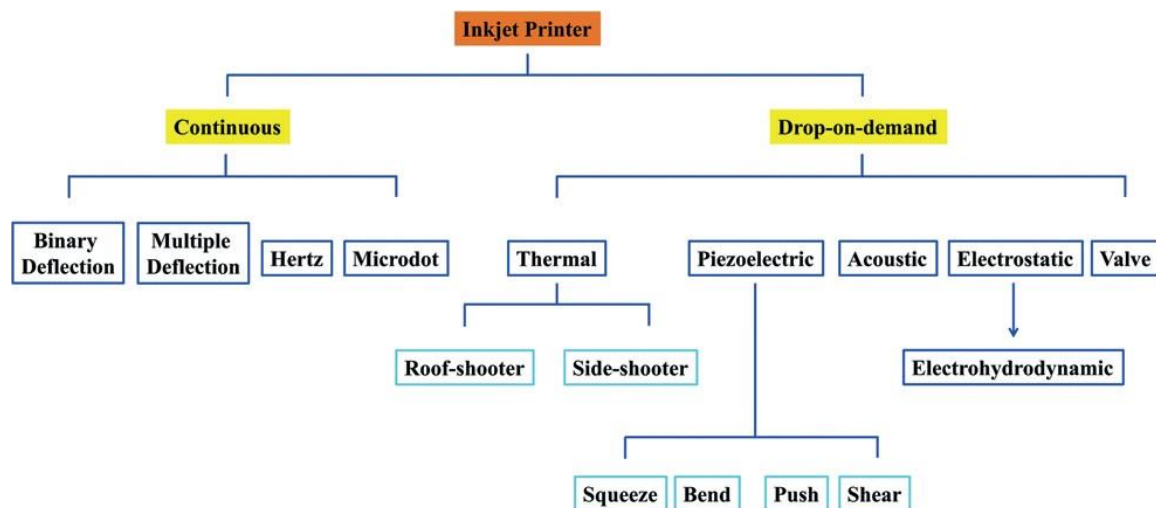 Inkjet Printer
Continuous
Drop-on-demand
Binary
Deflection
Multiple
Deflection
Hertz
Microdot
Thermal
Piezoelectric
Acoustic
Electrostatic
Valve
Roof-shooter
Side-shooter
Electrohydrodynamic
Squeeze
Bend
Push
Shear